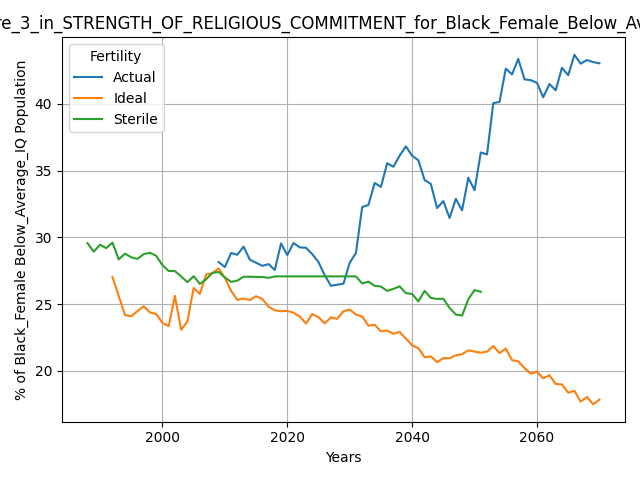 re_3_in_STRENGTH_OF_RELIGIOUS_COMMITMENT_for_Black_Female_Below_Av
Fertility
Actual
Ideal
Sterile
% of Black_Female Below_Average_IQ Population
40
35
30
25
20
2000
2020
2040
2060
Years